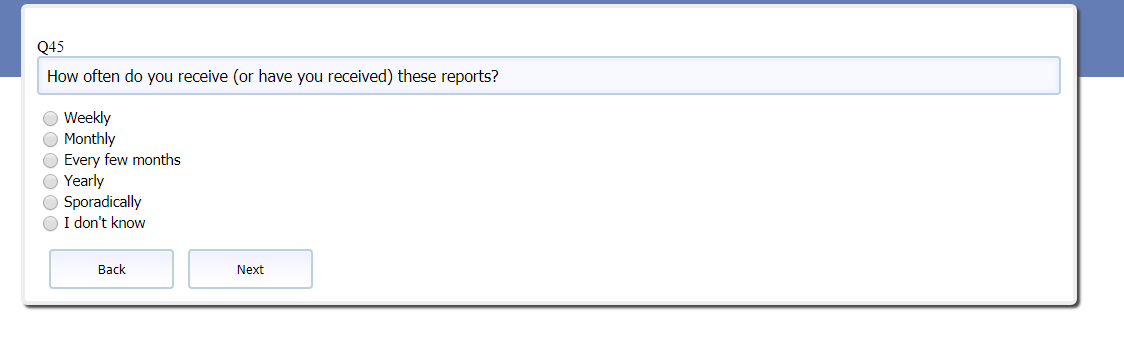 Q45
How often do you receive (or have you received) these reports?
Weekly
Monthly
Every few months
Yearly
Sporadically
I don't know
Back Next